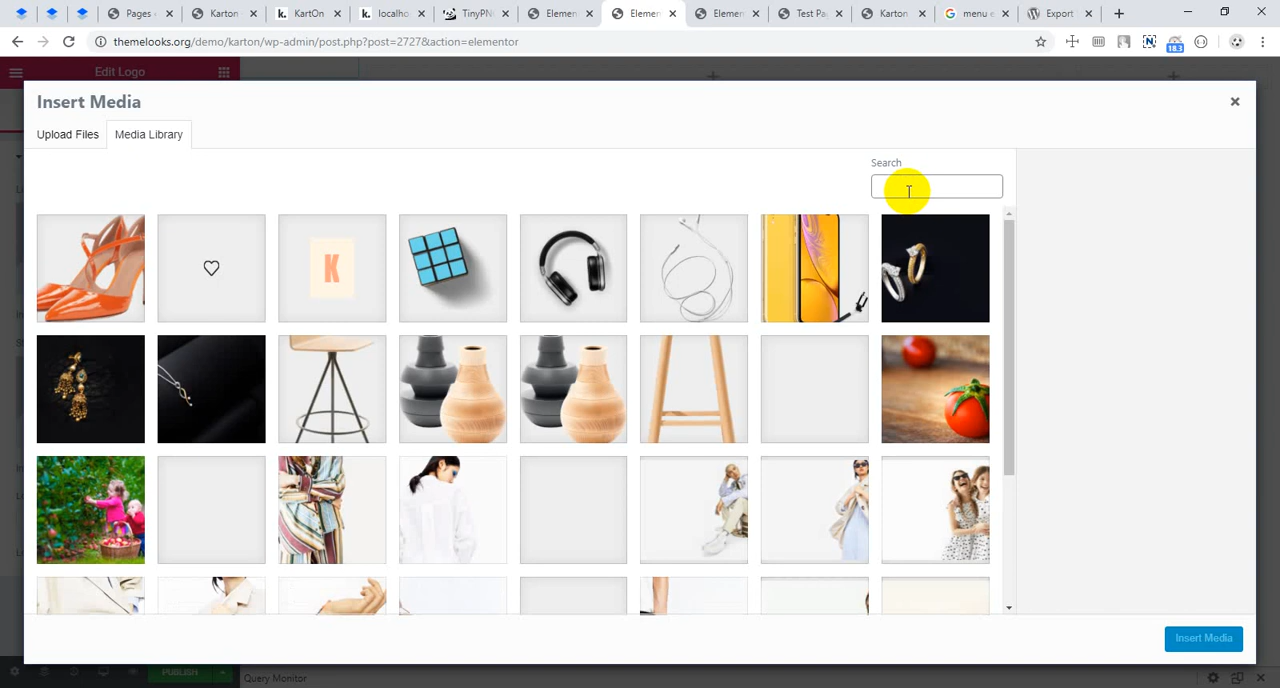 Pages
Karton
KartOn
localho
TinyPN
Elemen
Elemen
Elemen
Test Pa
Karton
menu e
Export
themelooks.org/demo/karton/wp-admin/post.php?post=2727&action=elementor
18.3
Edit Logo
Insert Media
Upload Files
Media Library
Search
K
Insert Media
PUBLISH
Query Monitor